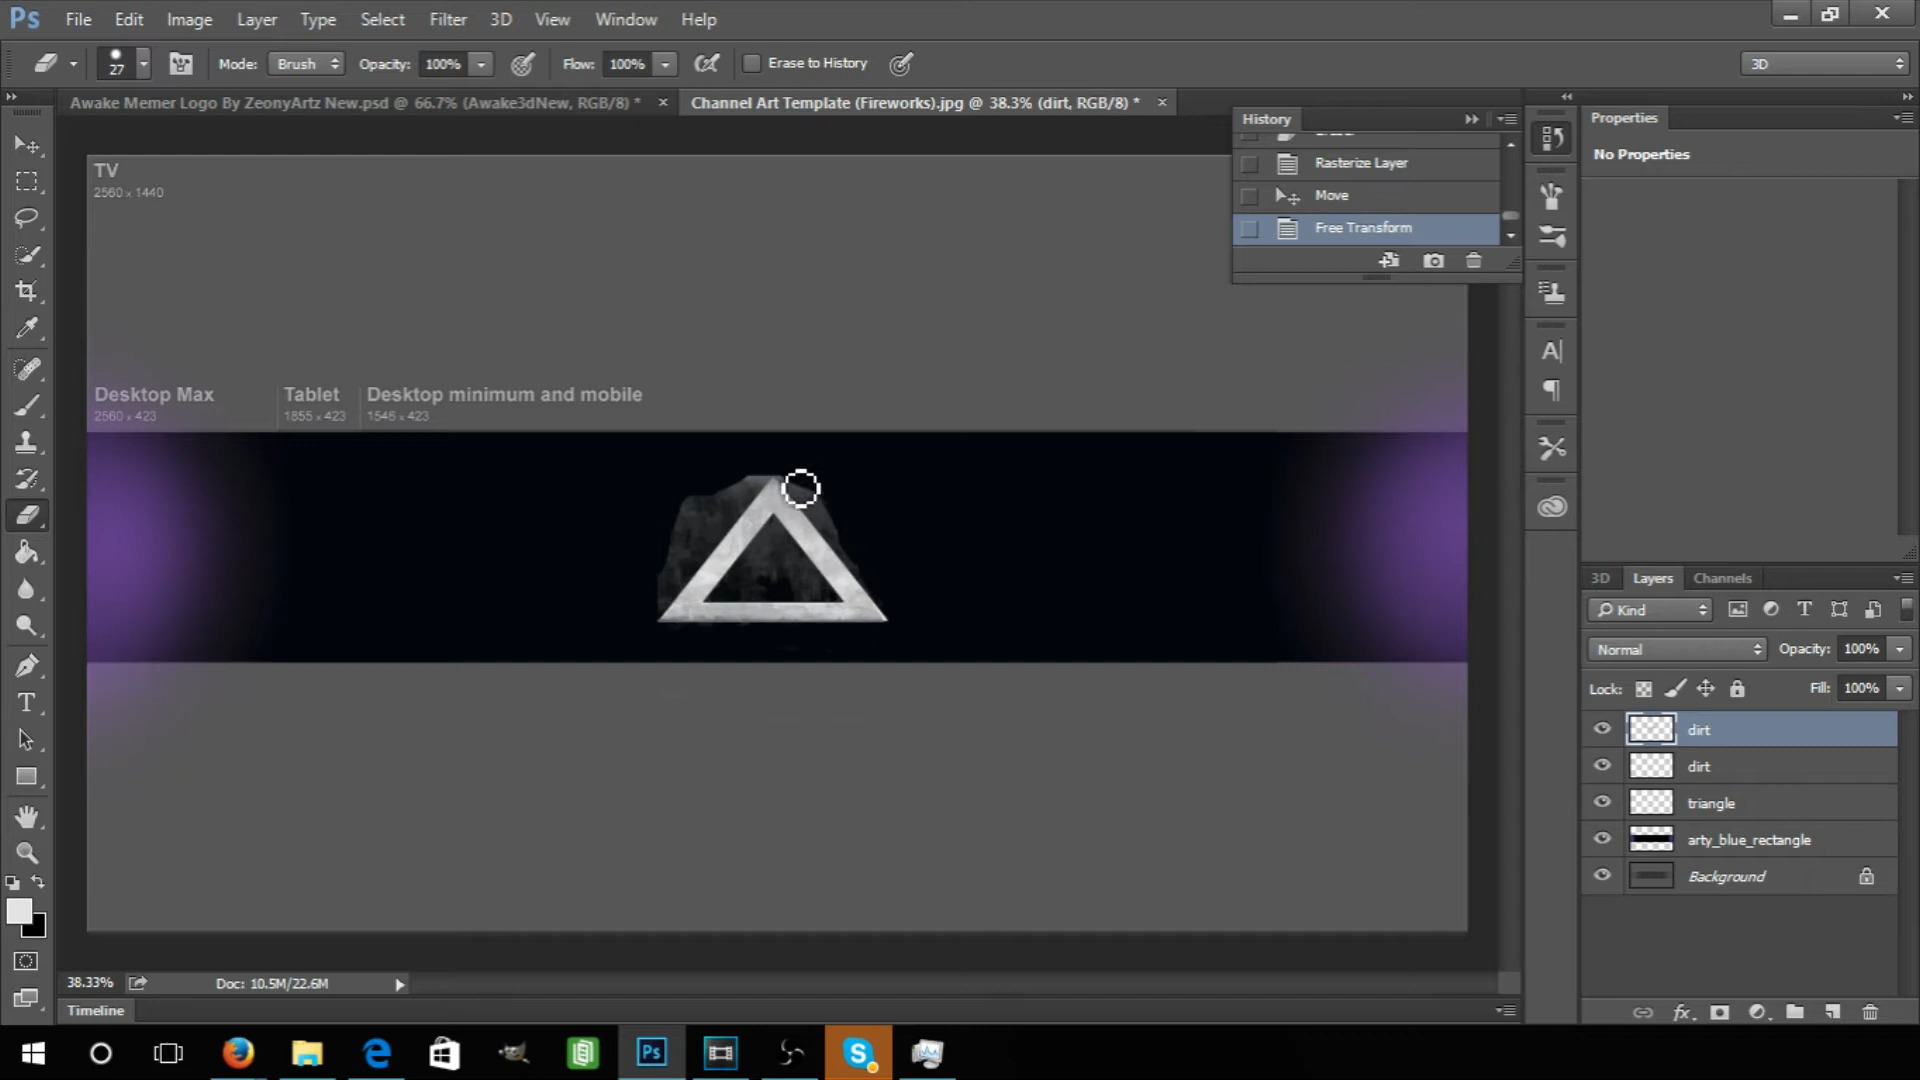 Ps File Edit Image Layer Type Select Filter 3D View Window Help
27 Mode: Brush Opacity: 100% Flow: 100% Erase to History 3D
Awake Memer Logo By ZeonyArtz New.psd @ 66.7% (Awake3dNew, RGB/8) * × Channel Art Template (Fireworks).jpg @ 38.3% (dirt, RGB/8) * ×
History
Properties
No Properties
Rasterize Layer
Move
Free Transform
TV
2560 x 1440
Desktop Max Tablet Desktop minimum and mobile
2560 x 423 1855 x 423 1546 x 423
3D Layers Channels
Kind
Normal Opacity: 100%
Lock: Fill: 100%
dirt
dirt
triangle
arty_blue_rectangle
Background
38.33% Doc: 10.5M/22.6M
Timeline
Ps